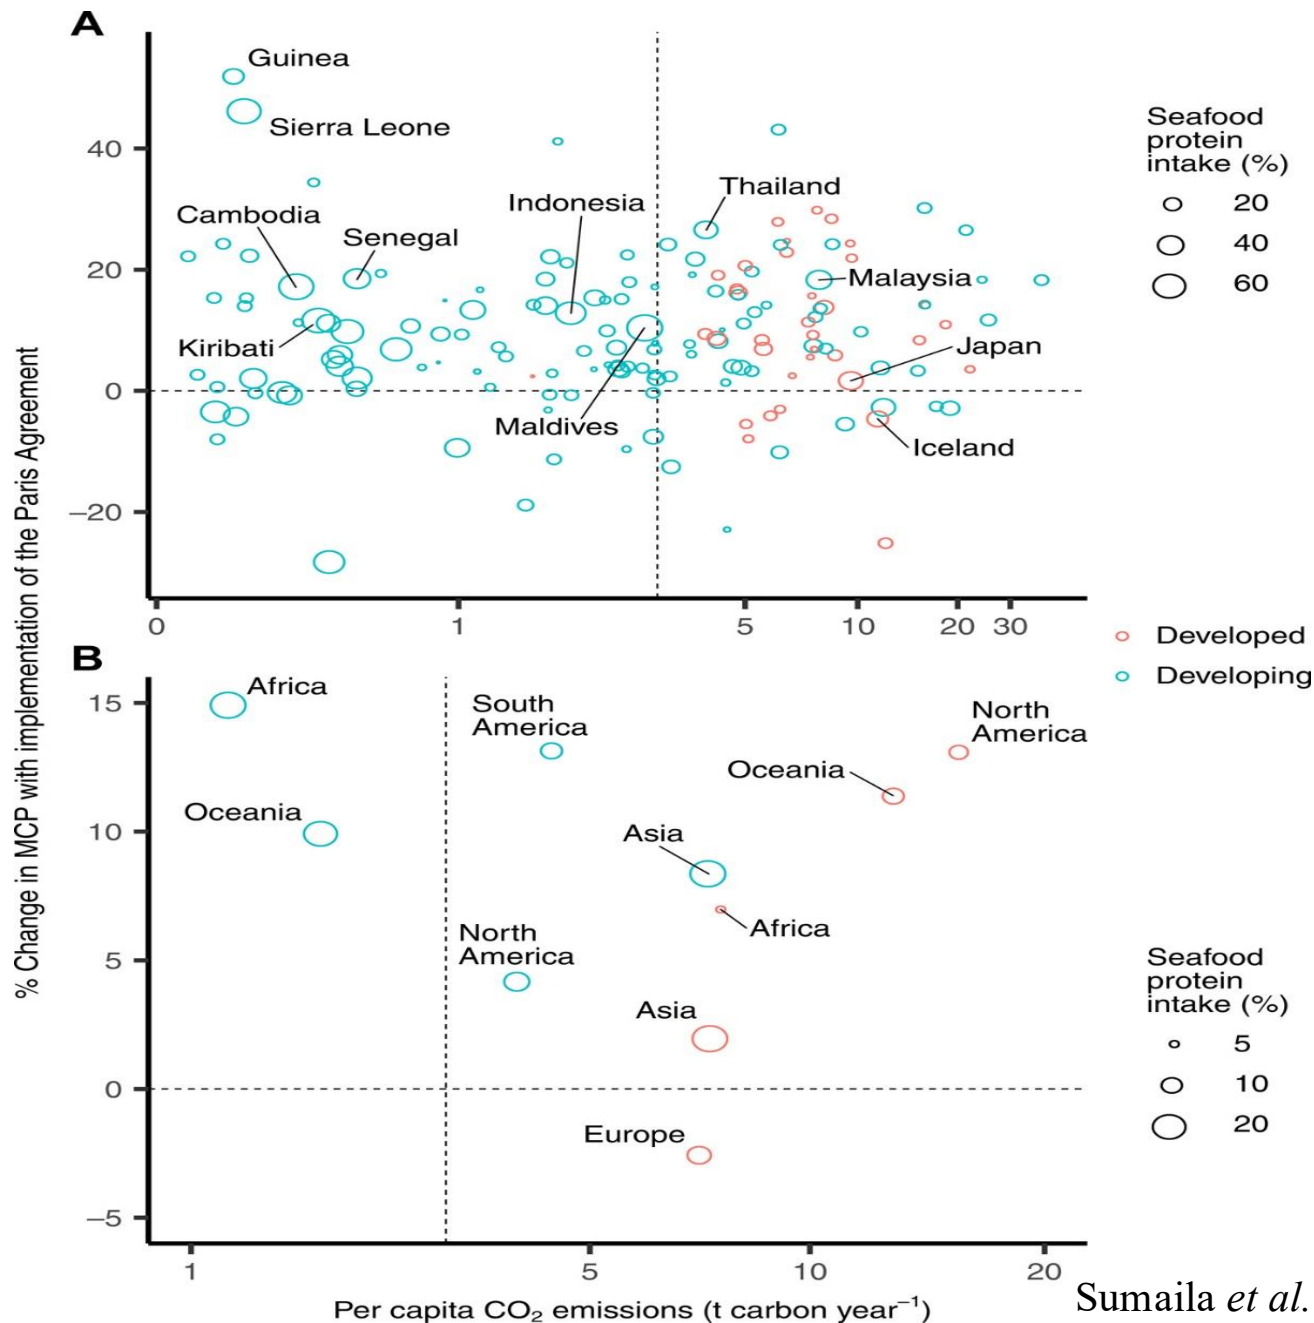 A
Guinea
Sierra Leone
Cambodia
Senegal
Indonesia
Thailand
Malaysia
Kiribati
Maldives
Japan
Iceland
40
20
0
−20
0
1
5
10
20
30
Seafood
protein
intake (%)
20
40
60
% Change in MCP with implementation of the Paris Agreement
Developed
Developing
B
Africa
South
America
North
America
Oceania
Oceania
Asia
Africa
North
America
Asia
Europe
15
10
5
0
−5
1
5
10
20
Seafood
protein
intake (%)
5
10
20
Per capita CO₂ emissions (t carbon year⁻¹)
Sumaila et al.